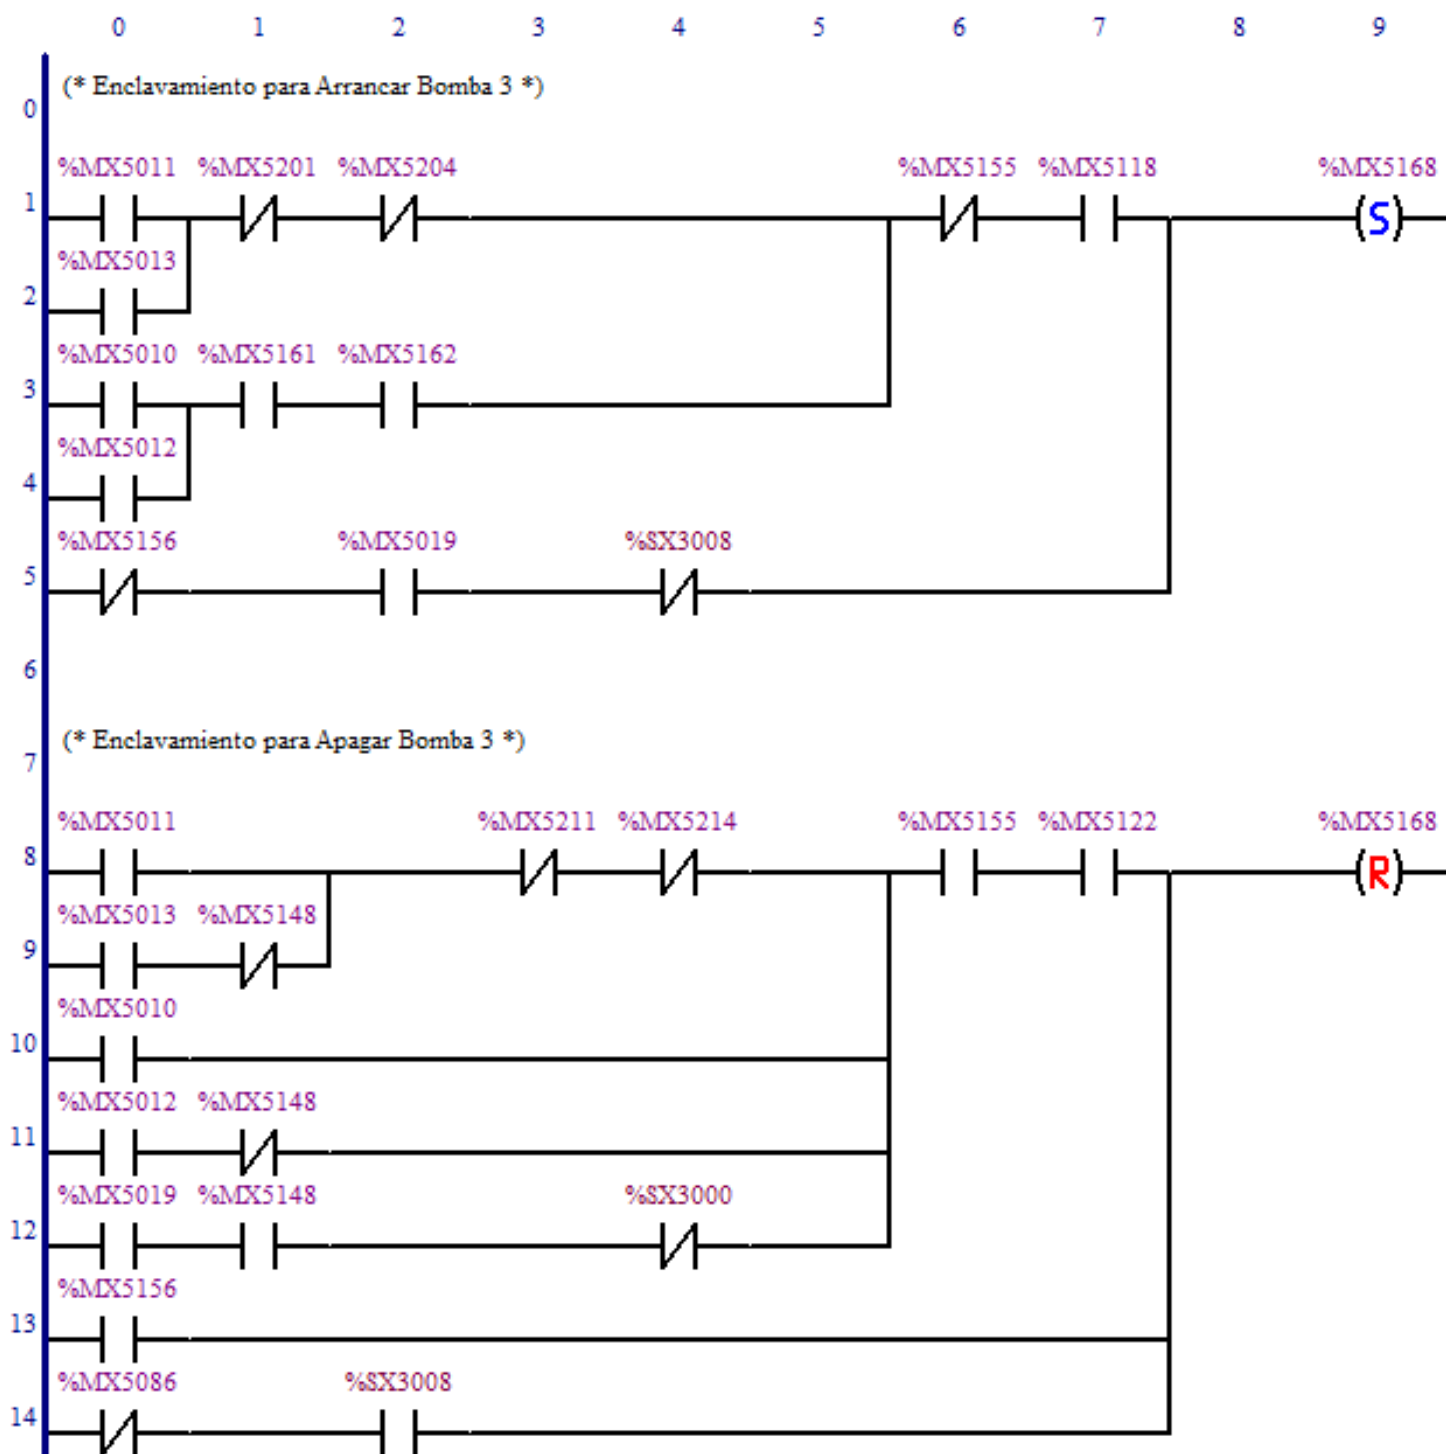 0 1 2 3 4 5 6 7 8 9
(* Enclavamiento para Arrancar Bomba 3 *)
0
%MX5011 %MX5201 %MX5204 %MX5155 %MX5118 %MX5168
1 (S)
%MX5013
2
%MX5010 %MX5161 %MX5162
3
%MX5012
4
%MX5156 %MX5019 %SX3008
5
6
(* Enclavamiento para Apagar Bomba 3 *)
7
%MX5011 %MX5211 %MX5214 %MX5155 %MX5122 %MX5168
8 (R)
%MX5013 %MX5148
9
%MX5010
10
%MX5012 %MX5148
11
%MX5019 %MX5148 %SX3000
12
%MX5156
13
%MX5086 %SX3008
14